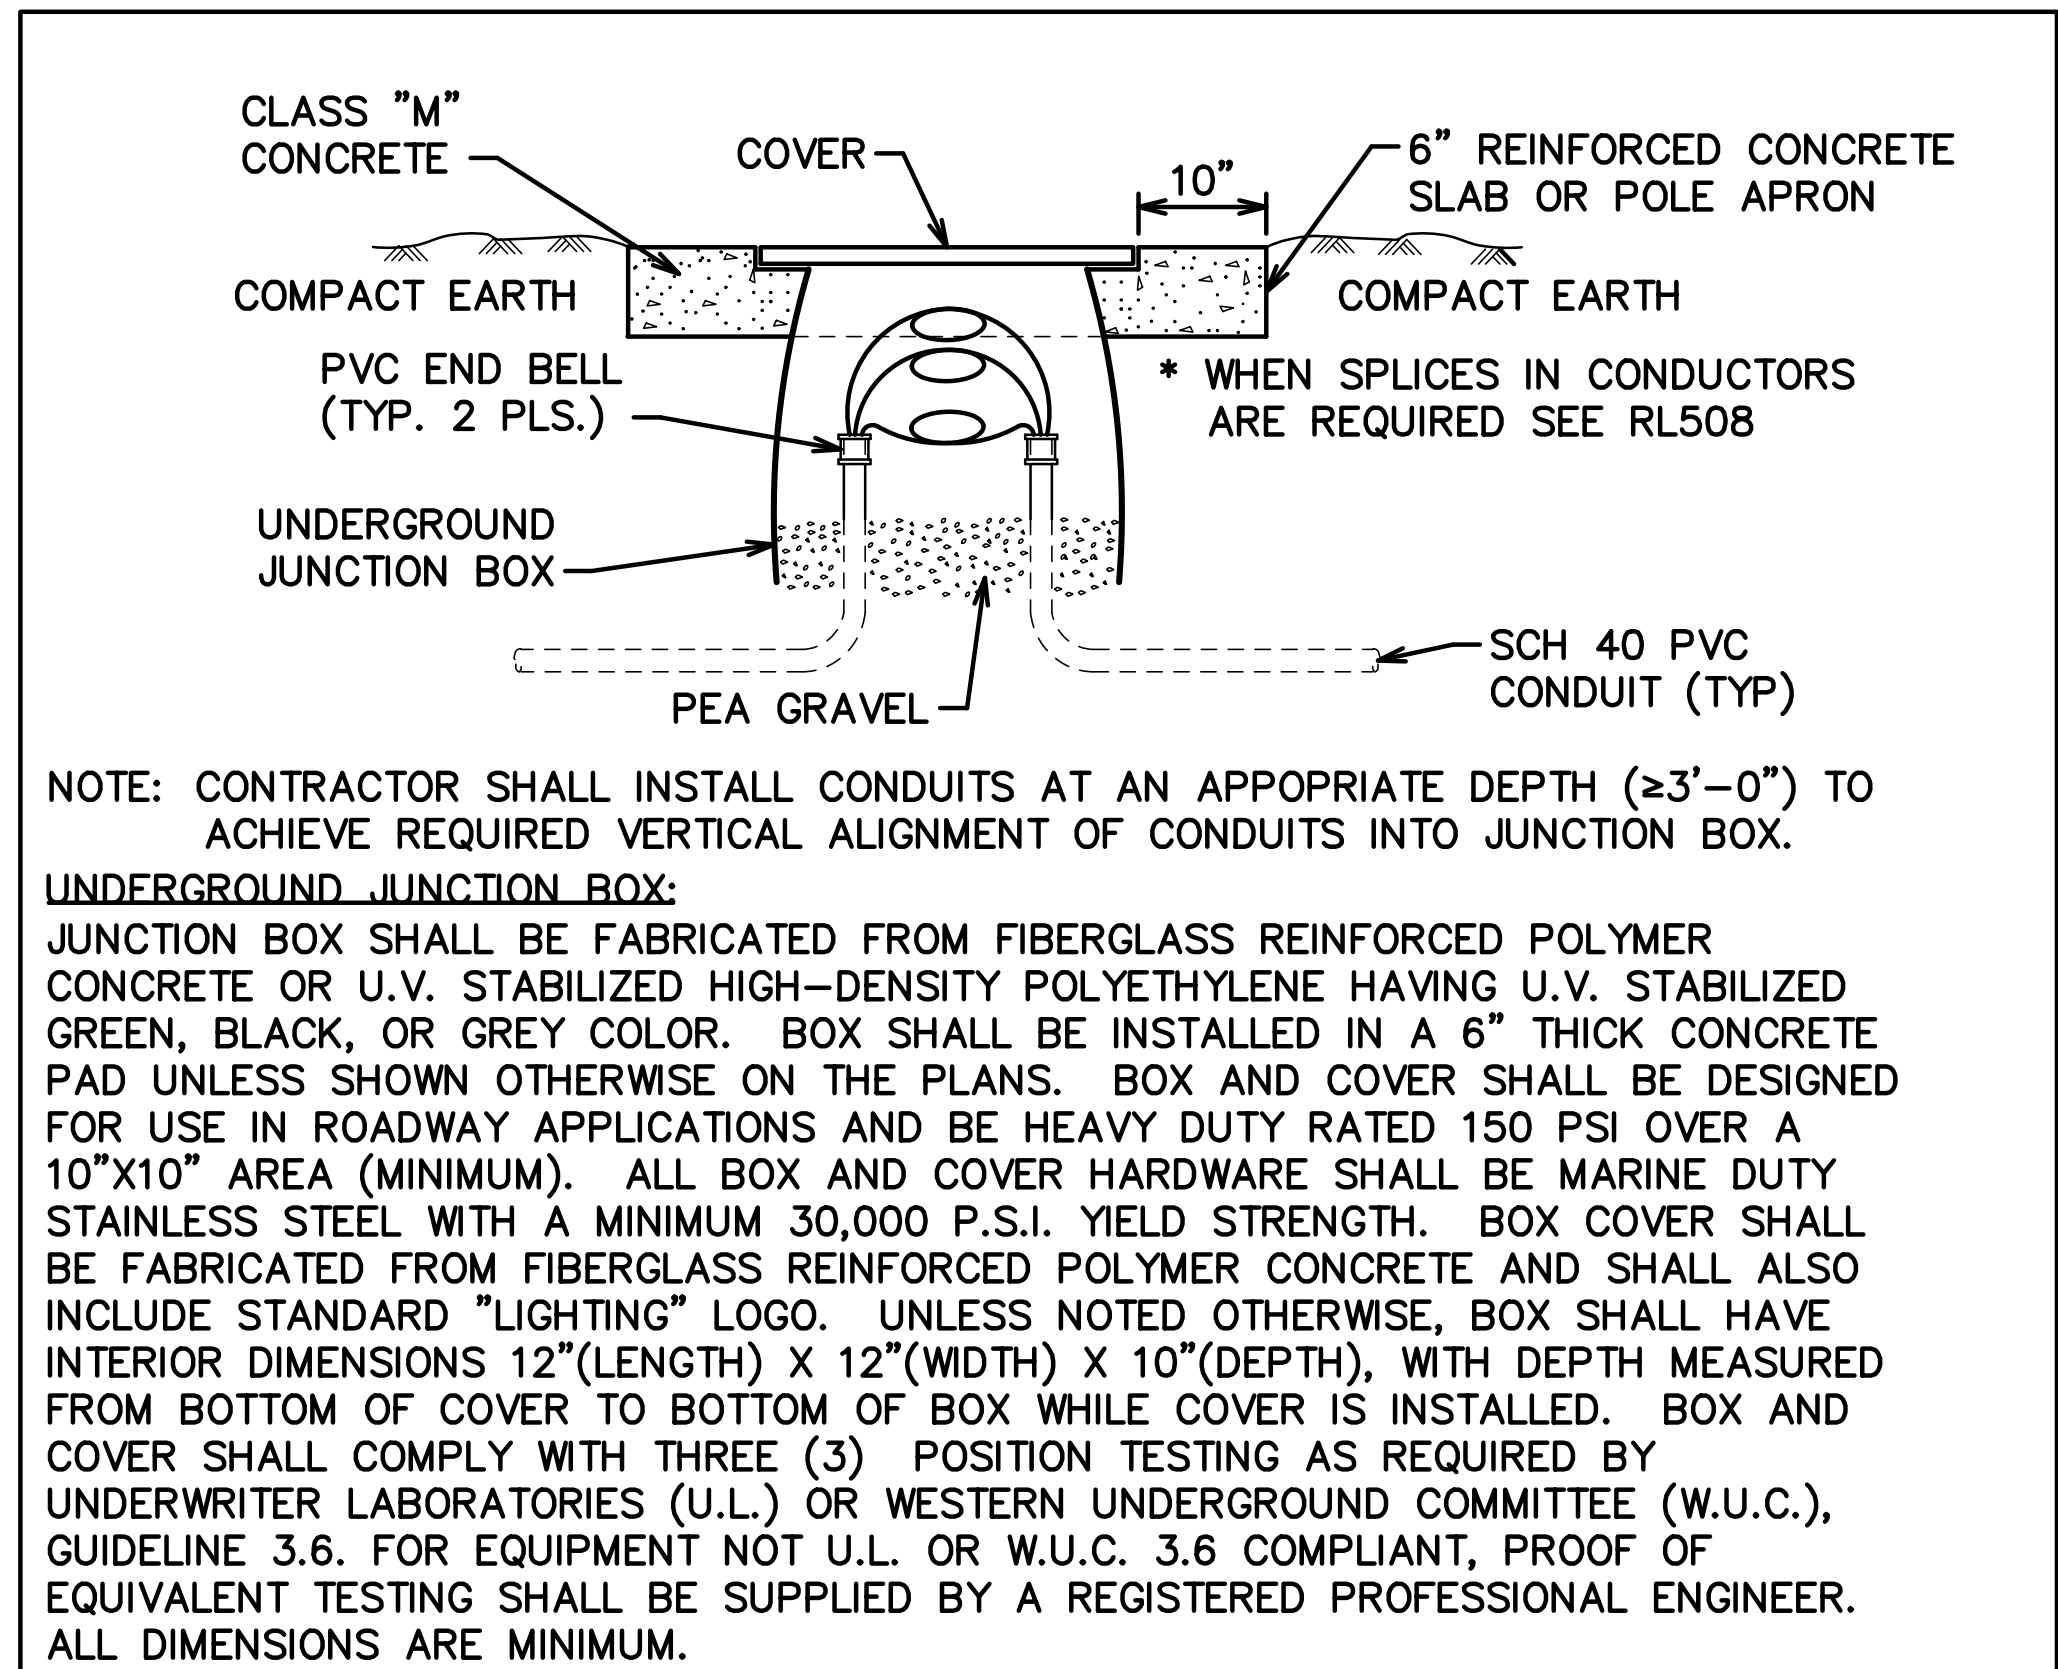 CLASS "M"
CONCRETE
COVER
10"
6" REINFORCED CONCRETE
SLAB OR POLE APRON
COMPACT EARTH
COMPACT EARTH
PVC END BELL
(TYP. 2 PLS.)
* WHEN SPLICES IN CONDUCTORS
ARE REQUIRED SEE RL508
UNDERGROUND
JUNCTION BOX
SCH 40 PVC
CONDUIT (TYP)
PEA GRAVEL
NOTE: CONTRACTOR SHALL INSTALL CONDUITS AT AN APPOPRIATE DEPTH (≥3'-0") TO
ACHIEVE REQUIRED VERTICAL ALIGNMENT OF CONDUITS INTO JUNCTION BOX.
UNDERGROUND JUNCTION BOX:
JUNCTION BOX SHALL BE FABRICATED FROM FIBERGLASS REINFORCED POLYMER
CONCRETE OR U.V. STABILIZED HIGH-DENSITY POLYETHYLENE HAVING U.V. STABILIZED
GREEN, BLACK, OR GREY COLOR. BOX SHALL BE INSTALLED IN A 6" THICK CONCRETE
PAD UNLESS SHOWN OTHERWISE ON THE PLANS. BOX AND COVER SHALL BE DESIGNED
FOR USE IN ROADWAY APPLICATIONS AND BE HEAVY DUTY RATED 150 PSI OVER A
10"X10" AREA (MINIMUM). ALL BOX AND COVER HARDWARE SHALL BE MARINE DUTY
STAINLESS STEEL WITH A MINIMUM 30,000 P.S.I. YIELD STRENGTH. BOX COVER SHALL
BE FABRICATED FROM FIBERGLASS REINFORCED POLYMER CONCRETE AND SHALL ALSO
INCLUDE STANDARD "LIGHTING" LOGO. UNLESS NOTED OTHERWISE, BOX SHALL HAVE
INTERIOR DIMENSIONS 12"(LENGTH) X 12"(WIDTH) X 10"(DEPTH), WITH DEPTH MEASURED
FROM BOTTOM OF COVER TO BOTTOM OF BOX WHILE COVER IS INSTALLED. BOX AND
COVER SHALL COMPLY WITH THREE (3) POSITION TESTING AS REQUIRED BY
UNDERWRITER LABORATORIES (U.L.) OR WESTERN UNDERGROUND COMMITTEE (W.U.C.),
GUIDELINE 3.6. FOR EQUIPMENT NOT U.L. OR W.U.C. 3.6 COMPLIANT, PROOF OF
EQUIVALENT TESTING SHALL BE SUPPLIED BY A REGISTERED PROFESSIONAL ENGINEER.
ALL DIMENSIONS ARE MINIMUM.